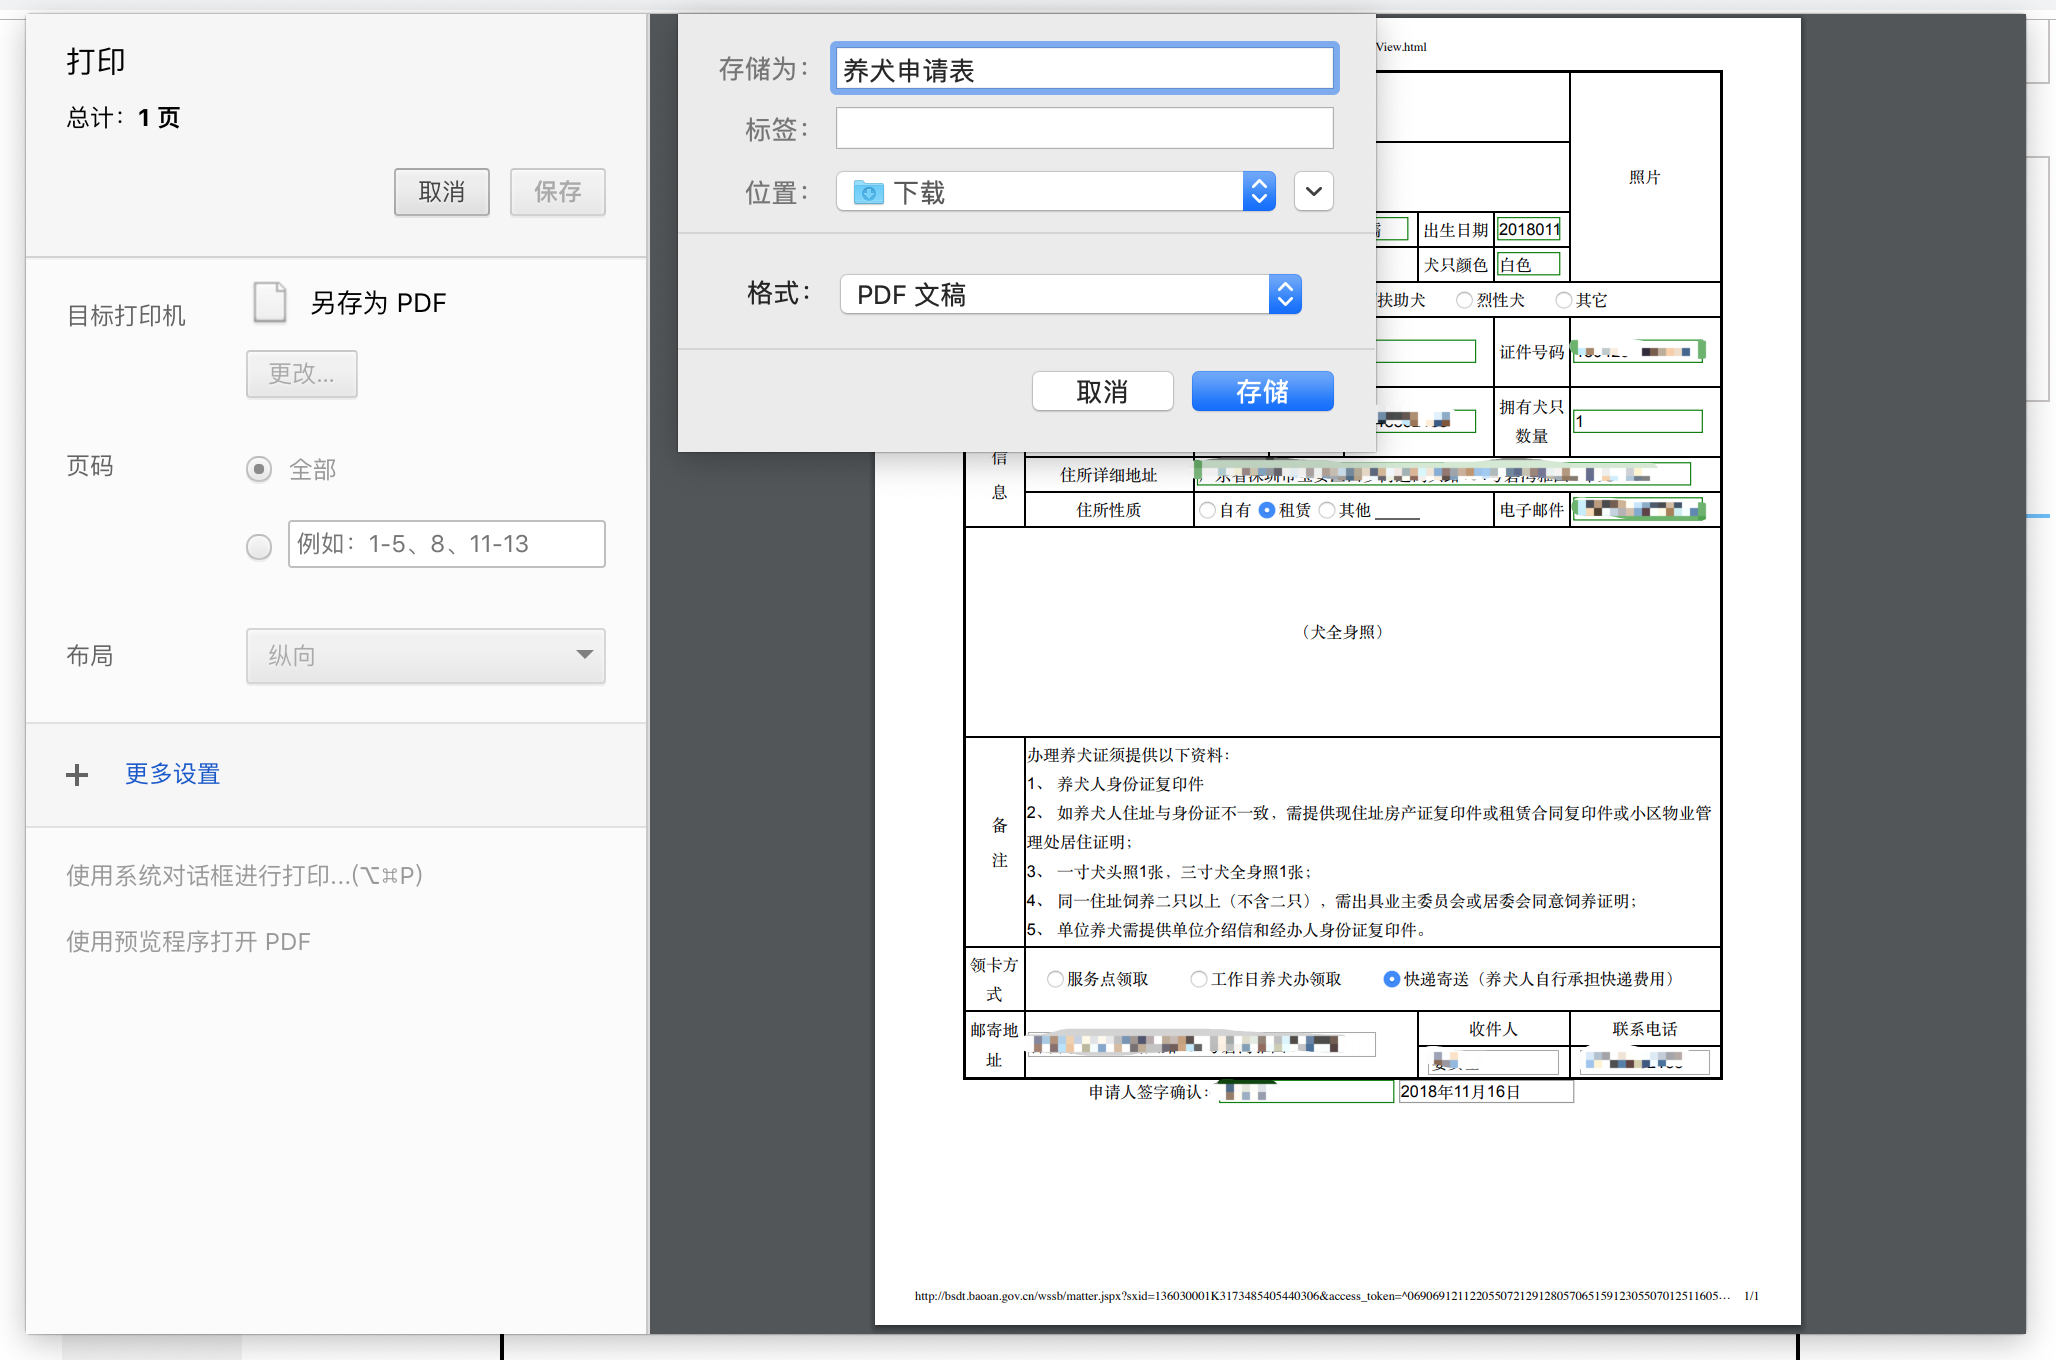 打印
总计：1 页
取消
保存
目标打印机
另存为 PDF
更改...
页码
全部
例如：1-5、8、11-13
布局
纵向
更多设置
使用系统对话框进行打印...(⌥⌘P)
使用预览程序打开 PDF
存储为：
养犬申请表
标签：
位置：
下载
格式：
PDF 文稿
取消
存储
View.html
照片
出生日期
2018011
犬只颜色
白色
扶助犬
烈性犬
其它
证件号码
拥有犬只数量
1
信息
住所详细地址
住所性质
自有
租赁
其他
电子邮件
（犬全身照）
备注
办理养犬证须提供以下资料：
1、 养犬人身份证复印件
2、 如养犬人住址与身份证不一致，需提供现住址房产证复印件或租赁合同复印件或小区物业管
理处居住证明；
3、 一寸犬头照1张，三寸犬全身照1张；
4、 同一住址饲养二只以上（不含二只），需出具业主委员会或居委会同意饲养证明；
5、 单位养犬需提供单位介绍信和经办人身份证复印件。
领卡方式
服务点领取
工作日养犬办领取
快递寄送（养犬人自行承担快递费用）
邮寄地址
收件人
联系电话
申请人签字确认：
2018年11月16日
http://bsdt.baoan.gov.cn/wssb/matter.jspx?sxid=136030001K3173485405440306&access_token=^06906912112205507212912805706515912305507012511605…
1/1